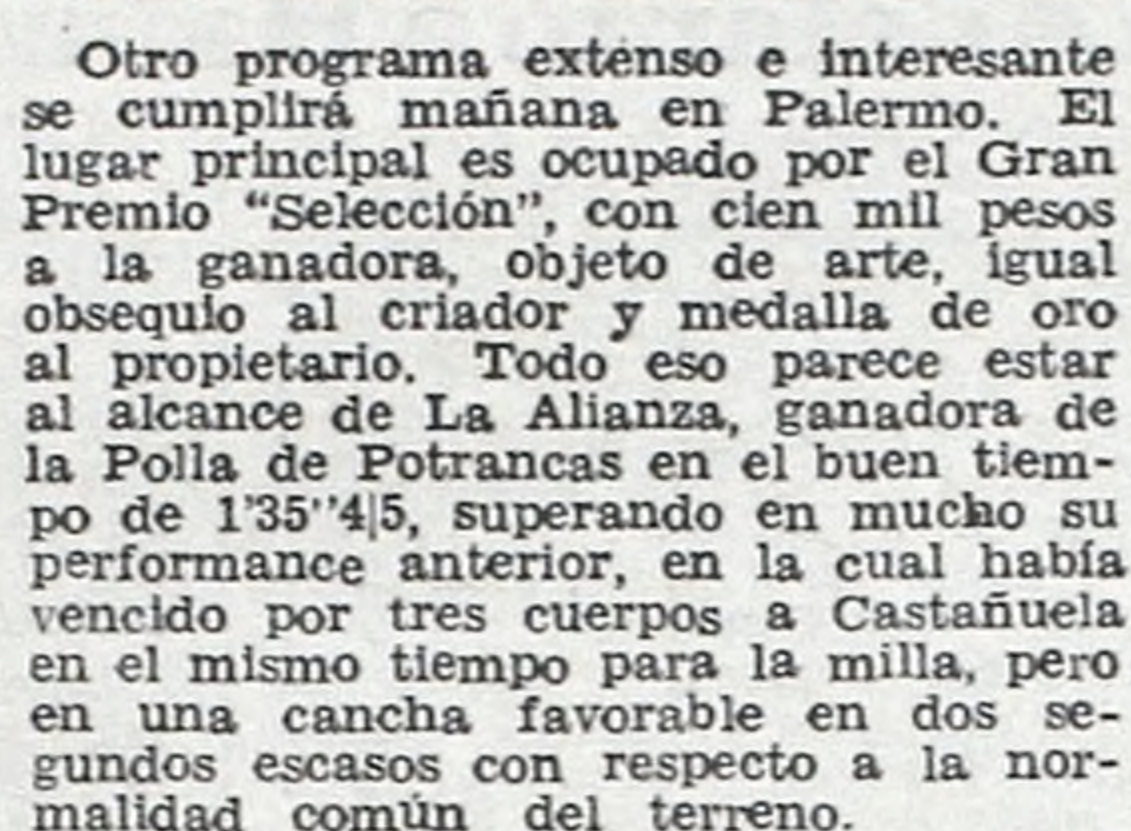 Otro programa extenso e interesante
se cumplirá mañana en Palermo. El
lugar principal es ocupado por el Gran
Premio "Selección", con cien mil pesos
a la ganadora, objeto de arte, igual
obsequio al criador y medalla de oro
al propietario. Todo eso parece estar
al alcance de La Alianza, ganadora de
la Polla de Potrancas en el buen tiem-
po de 1'35''4|5, superando en mucho su
performance anterior, en la cual había
vencido por tres cuerpos a Castañuela
en el mismo tiempo para la milla, pero
en una cancha favorable en dos se-
gundos escasos con respecto a la nor-
malidad común del terreno.